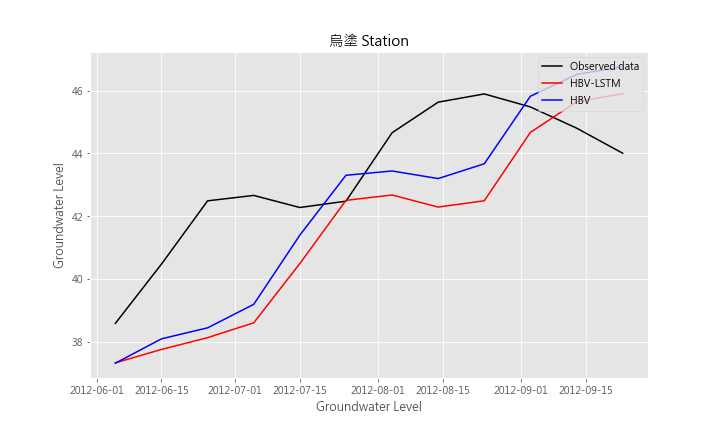 烏塗 Station
Observed data
HBV-LSTM
HBV
Groundwater Level
46
44
42
40
38
2012-06-01
2012-06-15
2012-07-01
2012-07-15
2012-08-01
2012-08-15
2012-09-01
2012-09-15
Groundwater Level